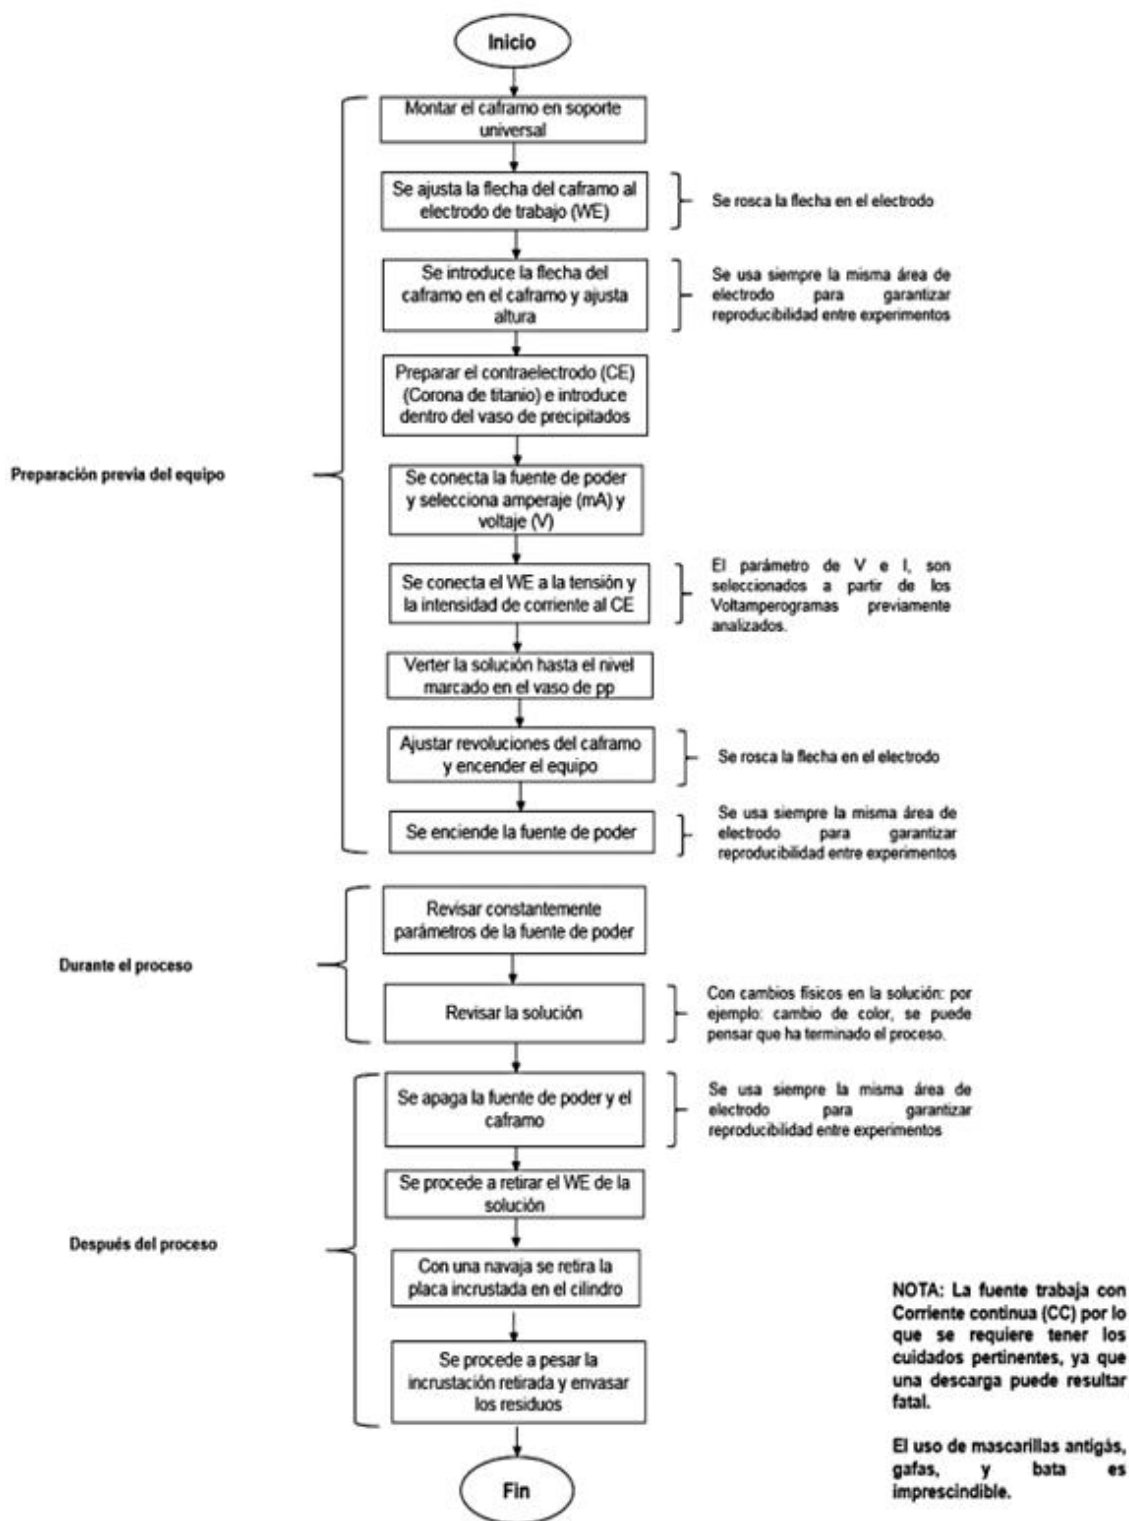 Inicio
Montar el caframo en soporte
universal
Se ajusta la flecha del caframo al
electrodo de trabajo (WE)
Se rosca la flecha en el electrodo
Se introduce la flecha del
caframo en el caframo y ajusta
altura
Se usa siempre la misma área de
electrodo para garantizar
reproducibilidad entre experimentos
Preparar el contraelectrodo (CE)
(Corona de titanio) e introduce
dentro del vaso de precipitados
Preparación previa del equipo
Se conecta la fuente de poder
y selecciona amperaje (mA) y
voltaje (V)
Se conecta el WE a la tensión y
la intensidad de corriente al CE
El parámetro de V e I, son
seleccionados a partir de los
Voltamperogramas previamente
analizados.
Verter la solución hasta el nivel
marcado en el vaso de pp
Ajustar revoluciones del caframo
y encender el equipo
Se rosca la flecha en el electrodo
Se enciende la fuente de poder
Se usa siempre la misma área de
electrodo para garantizar
reproducibilidad entre experimentos
Revisar constantemente
parámetros de la fuente de poder
Durante el proceso
Revisar la solución
Con cambios físicos en la solución: por
ejemplo: cambio de color, se puede
pensar que ha terminado el proceso.
Se apaga la fuente de poder y el
caframo
Se usa siempre la misma área de
electrodo para garantizar
reproducibilidad entre experimentos
Se procede a retirar el WE de la
solución
Después del proceso
Con una navaja se retira la
placa incrustada en el cilindro
Se procede a pesar la
incrustación retirada y envasar
los residuos
Fin
NOTA: La fuente trabaja con
Corriente continua (CC) por lo
que se requiere tener los
cuidados pertinentes, ya que
una descarga puede resultar
fatal.
El uso de mascarillas antigás,
gafas, y bata es
imprescindible.